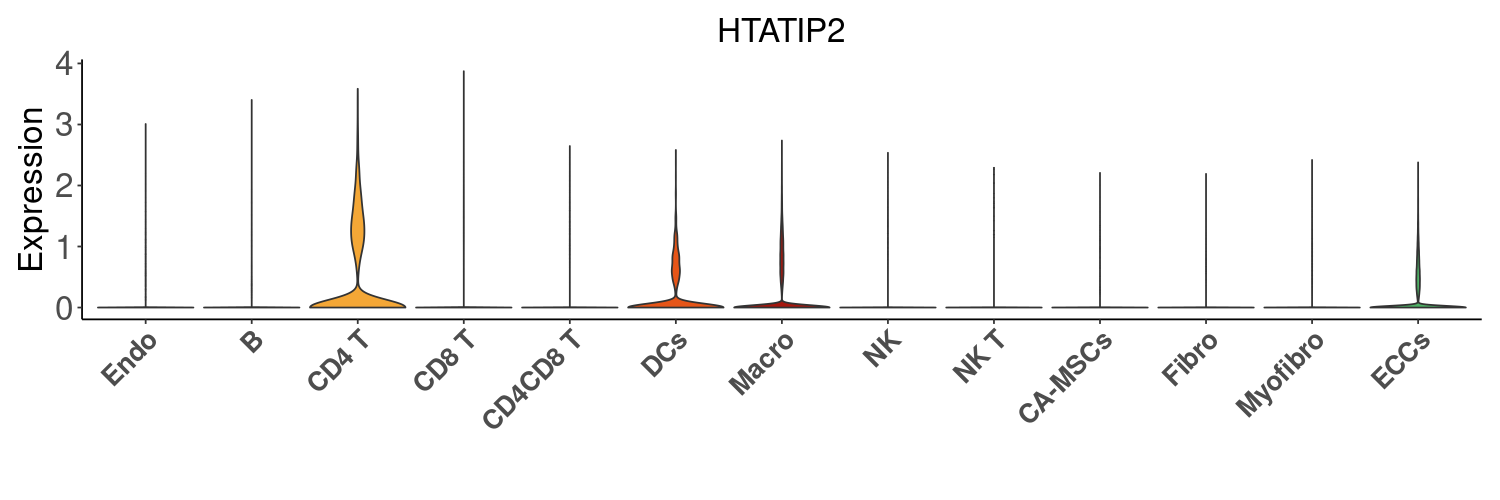 HTATIP2
Expression
4
3
2
1
0
Endo
B
CD4 T
CD8 T
CD4CD8 T
DCs
Macro
NK
NK T
CA-MSCs
Fibro
Myofibro
ECCs